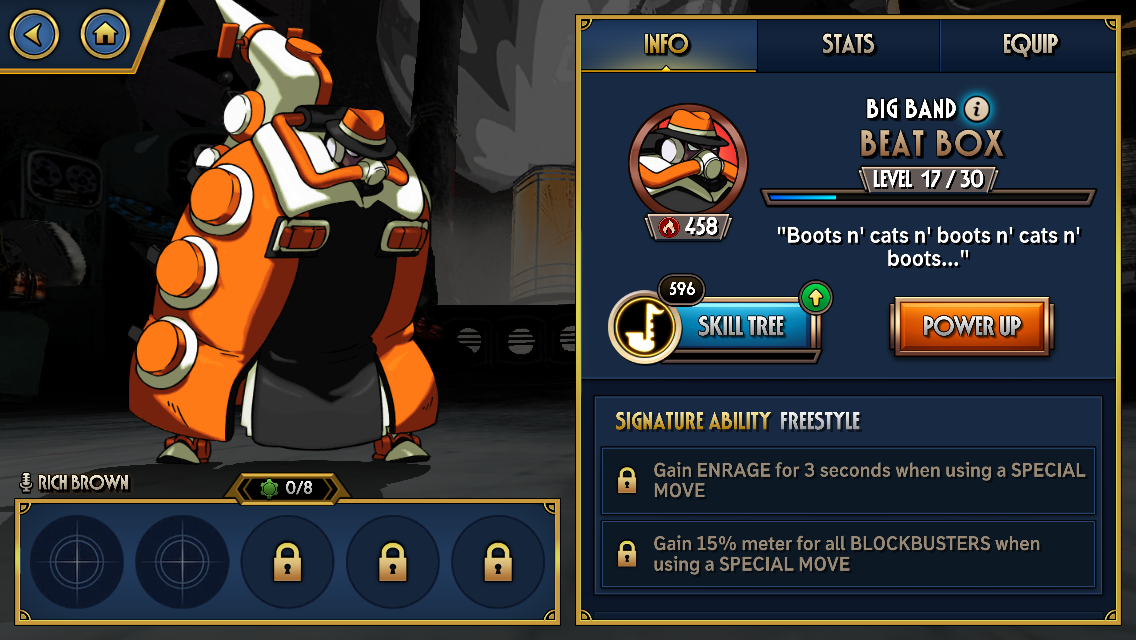 INFO
STATS
EQUIP
BIG BAND i
BEAT BOX
LEVEL 17 / 30
458
"Boots n' cats n' boots n' cats n'
boots..."
596
SKILL TREE
POWER UP
SIGNATURE ABILITY FREESTYLE
Gain ENRAGE for 3 seconds when using a SPECIAL
MOVE
Gain 15% meter for all BLOCKBUSTERS when
using a SPECIAL MOVE
RICH BROWN
0/8